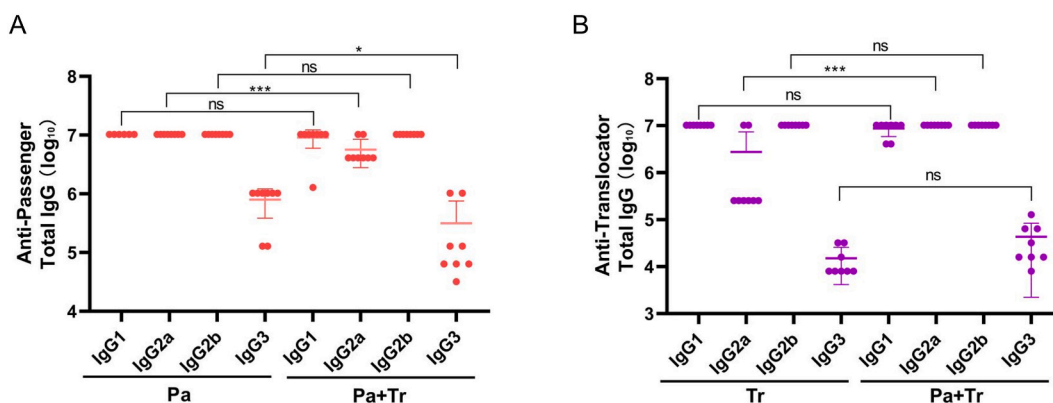 A
Anti-Passenger
Total IgG (log₁₀)
*
ns
***
ns
8
7
6
5
4
IgG1
IgG2a
IgG2b
IgG3
IgG1
IgG2a
IgG2b
IgG3
Pa
Pa+Tr
B
Anti-Translocator
Total IgG (log₁₀)
ns
***
ns
ns
8
7
6
5
4
3
IgG1
IgG2a
IgG2b
IgG3
IgG1
IgG2a
IgG2b
IgG3
Tr
Pa+Tr